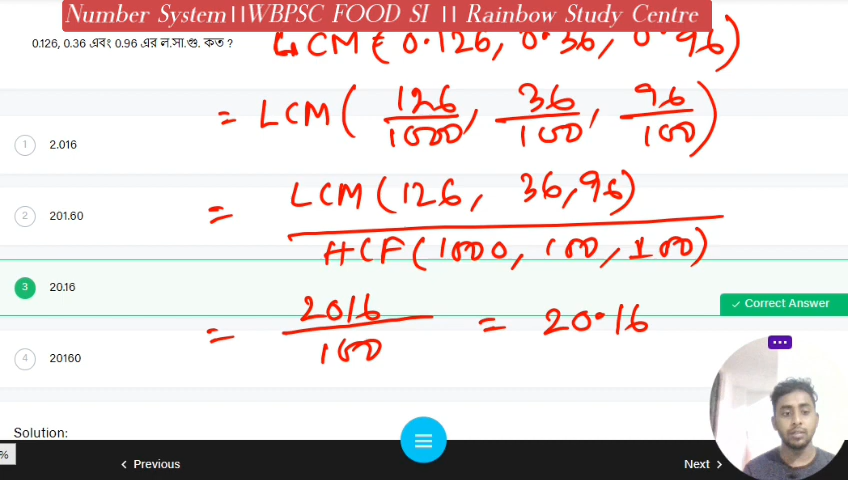 Number System||WBPSC FOOD SI || Rainbow Study Centre
0.126, 0.36 এবং 0.96 এর ল.সা.গু. কত ?
LCM ( 0.126, 0.36, 0.96)
= LCM ( 126/1000, 36/100, 96/100 )
1 2.016
= LCM (126, 36, 96) / HCF (1000, 100, 100)
2 201.60
3 20.16
✓ Correct Answer
= 2016/100 = 20.16
4 20160
Solution:
%
< Previous
Next >